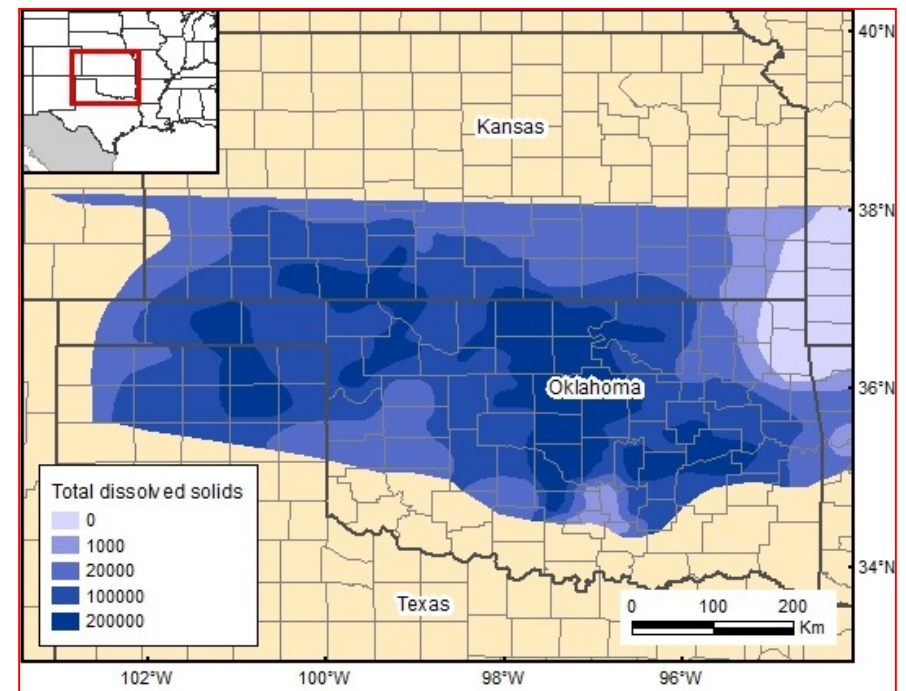 40°N
Kansas
38°N
36°N
Oklahoma
Total dissolved solids
0
1000
20000
100000
200000
34°N
Texas
0 100 200
Km
102°W 100°W 98°W 96°W